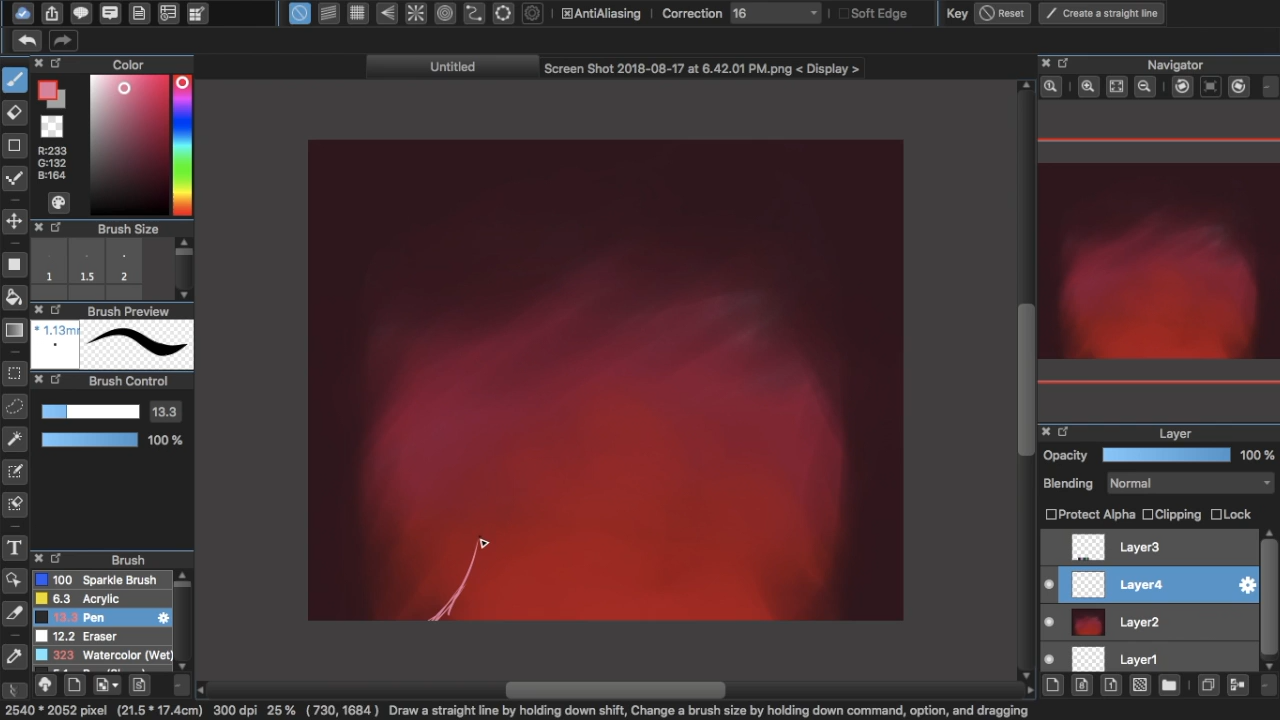 AntiAliasing Correction 16 Soft Edge Key Reset Create a straight line
Color
Untitled
Screen Shot 2018-08-17 at 6.42.01 PM.png < Display >
Navigator
R:233
G:132
B:164
Brush Size
1 1.5 2
Brush Preview
* 1.13mm
Brush Control
13.3
100 %
Layer
Opacity 100 %
Blending Normal
Protect Alpha Clipping Lock
Layer3
Layer4
Layer2
Layer1
Brush
100 Sparkle Brush
6.3 Acrylic
13.3 Pen
12.2 Eraser
323 Watercolor (Wet)
T
2540 * 2052 pixel (21.5 * 17.4cm) 300 dpi 25 % ( 730, 1684 ) Draw a straight line by holding down shift, Change a brush size by holding down command, option, and dragging